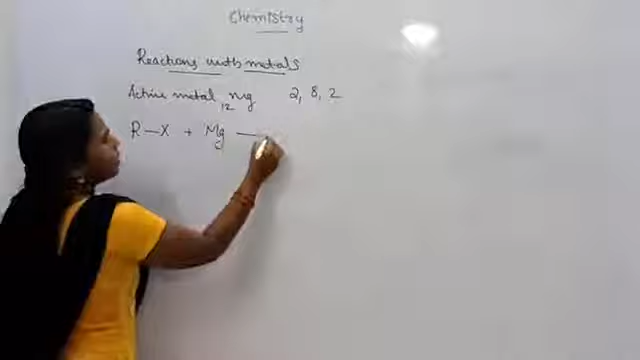 Chemistry
Reactions with metals
Active metal ₁₂Mg 2, 8, 2
R—X + Mg —